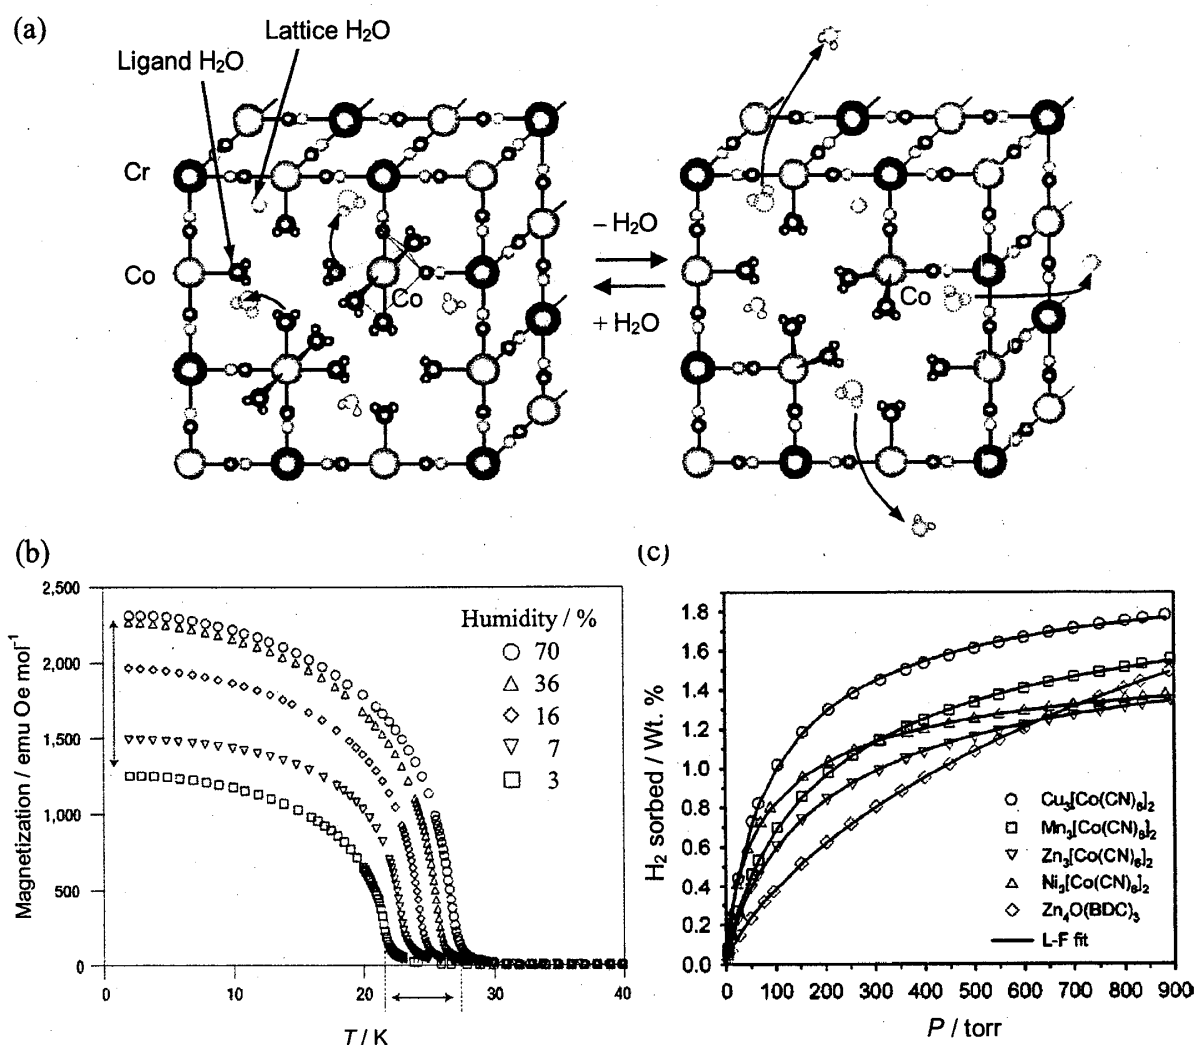 (a)
Lattice H₂O
Ligand H₂O
Cr
Co
Co
– H₂O
+ H₂O
Co
(b)
2,500
2,000
1,500
1,000
500
0
0
10
20
30
40
Magnetization / emu Oe mol⁻¹
T / K
Humidity / %
70
36
16
7
3
(c)
1.8
1.6
1.4
1.2
1.0
0.8
0.6
0.4
0.2
0.0
0 100 200 300 400 500 600 700 800 900
H₂ sorbed / Wt. %
P / torr
Cu₃[Co(CN)₆]₂
Mn₃[Co(CN)₆]₂
Zn₃[Co(CN)₆]₂
Ni₃[Co(CN)₆]₂
Zn₄O(BDC)₃
L-F fit